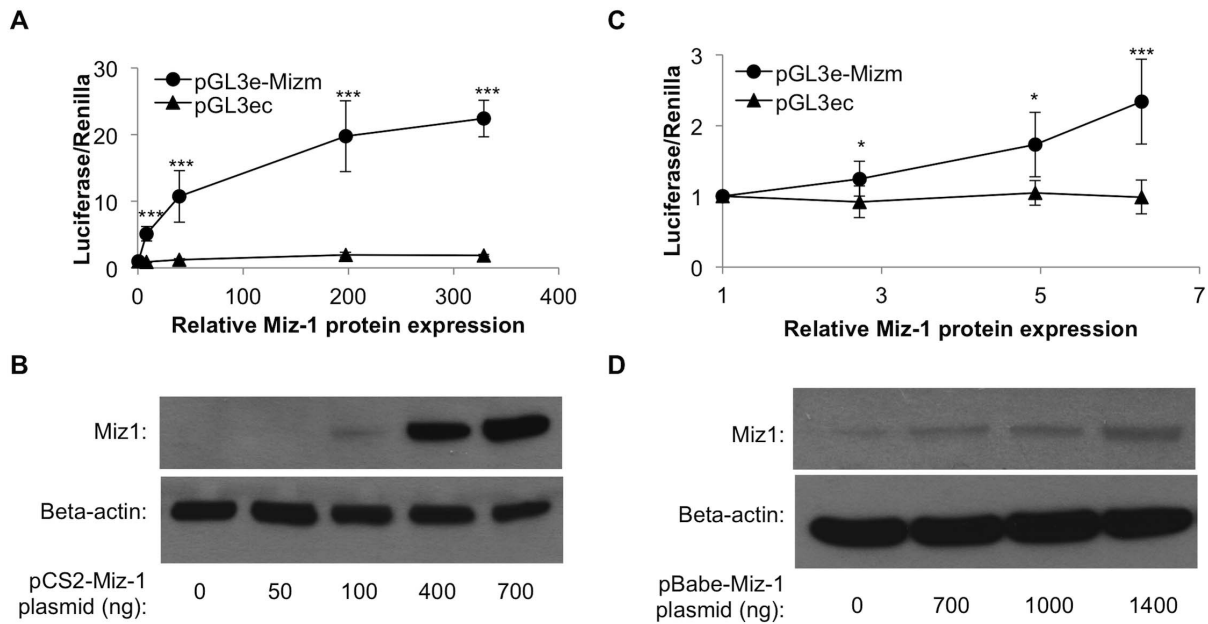 A
Luciferase/Renilla
30
20
10
0
pGL3e-Mizm
pGL3ec
***
***
***
***
0 100 200 300 400
Relative Miz-1 protein expression
B
Miz1:
Beta-actin:
pCS2-Miz-1
plasmid (ng):
0 50 100 400 700
C
Luciferase/Renilla
3
2
1
0
pGL3e-Mizm
pGL3ec
*
*
***
1 3 5 7
Relative Miz-1 protein expression
D
Miz1:
Beta-actin:
pBabe-Miz-1
plasmid (ng):
0 700 1000 1400